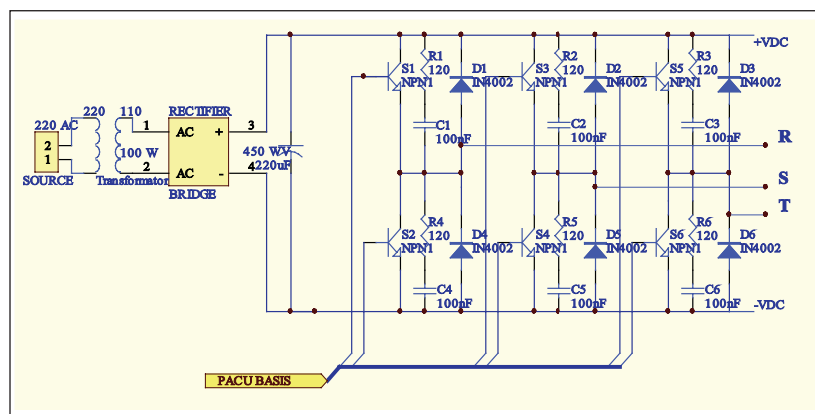 220 AC
2
1
SOURCE
220
110
100 W
Transformator
1
2
RECTIFIER
AC
+
AC
-
BRIDGE
3
4
450 WV
220uF
+VDC
S1
NPN1
R1
120
D1
IN4002
C1
100nF
S3
NPN1
R2
120
D2
IN4002
C2
100nF
S5
NPN1
R3
120
D3
IN4002
C3
100nF
R
S
T
S2
NPN1
R4
120
D4
IN4002
C4
100nF
S4
NPN1
R5
120
D5
IN4002
C5
100nF
S6
NPN1
R6
120
D6
IN4002
C6
100nF
-VDC
PACU BASIS